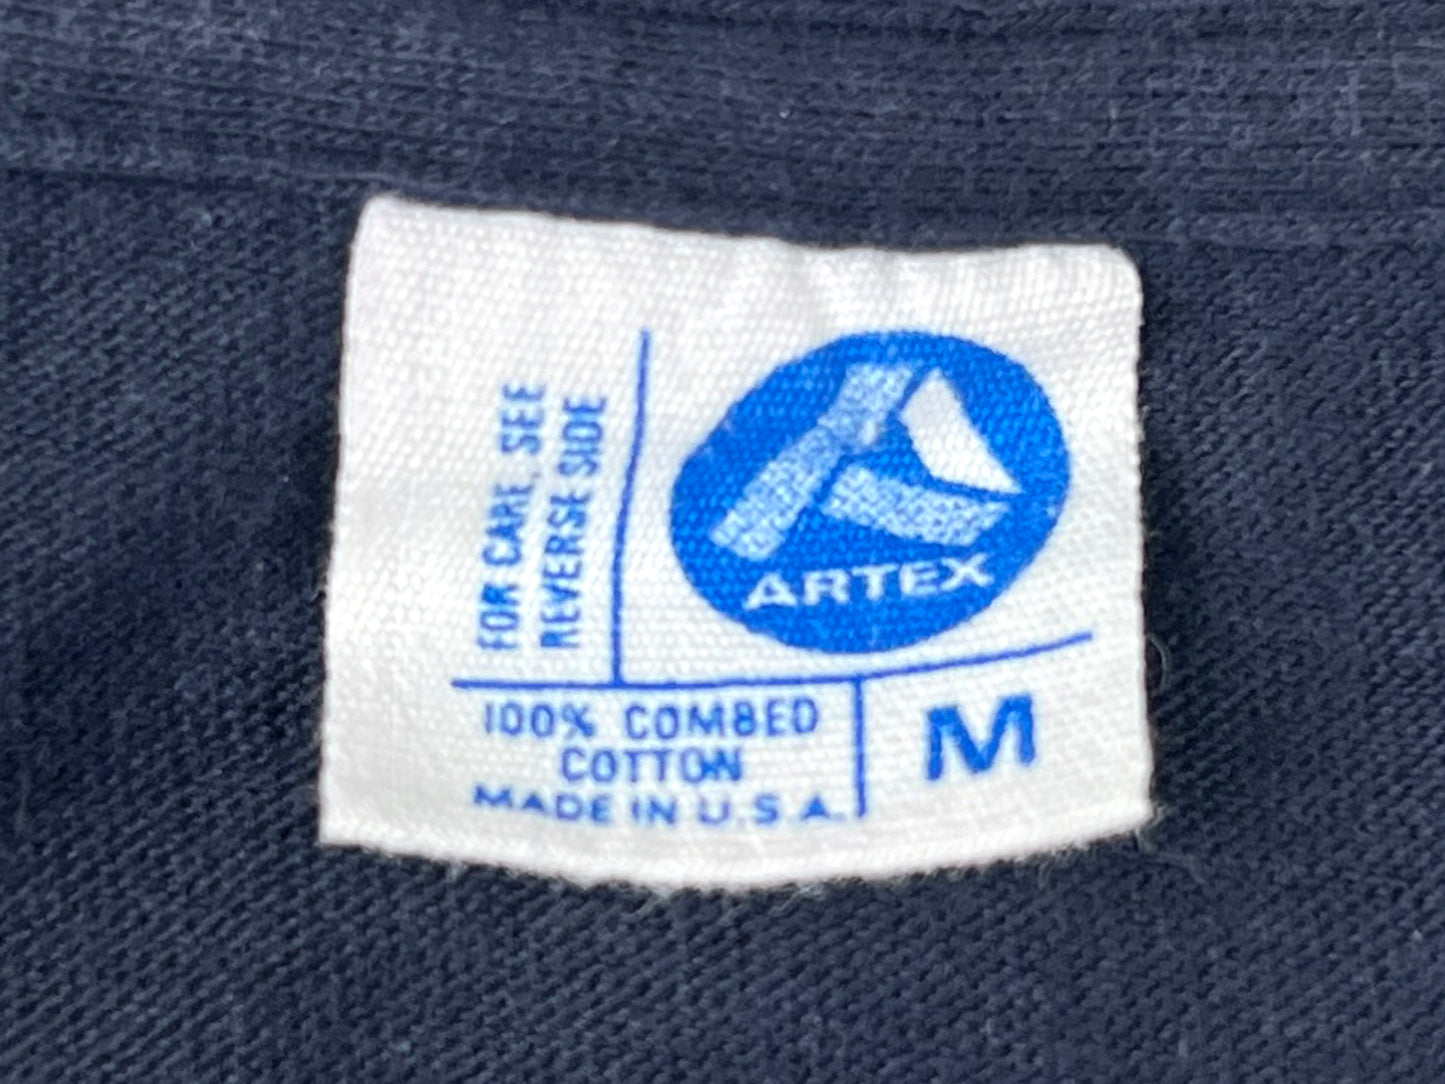 FOR CARE, SEE
REVERSE SIDE
ARTEX
100% COMBED
COTTON
MADE IN U.S.A.
M